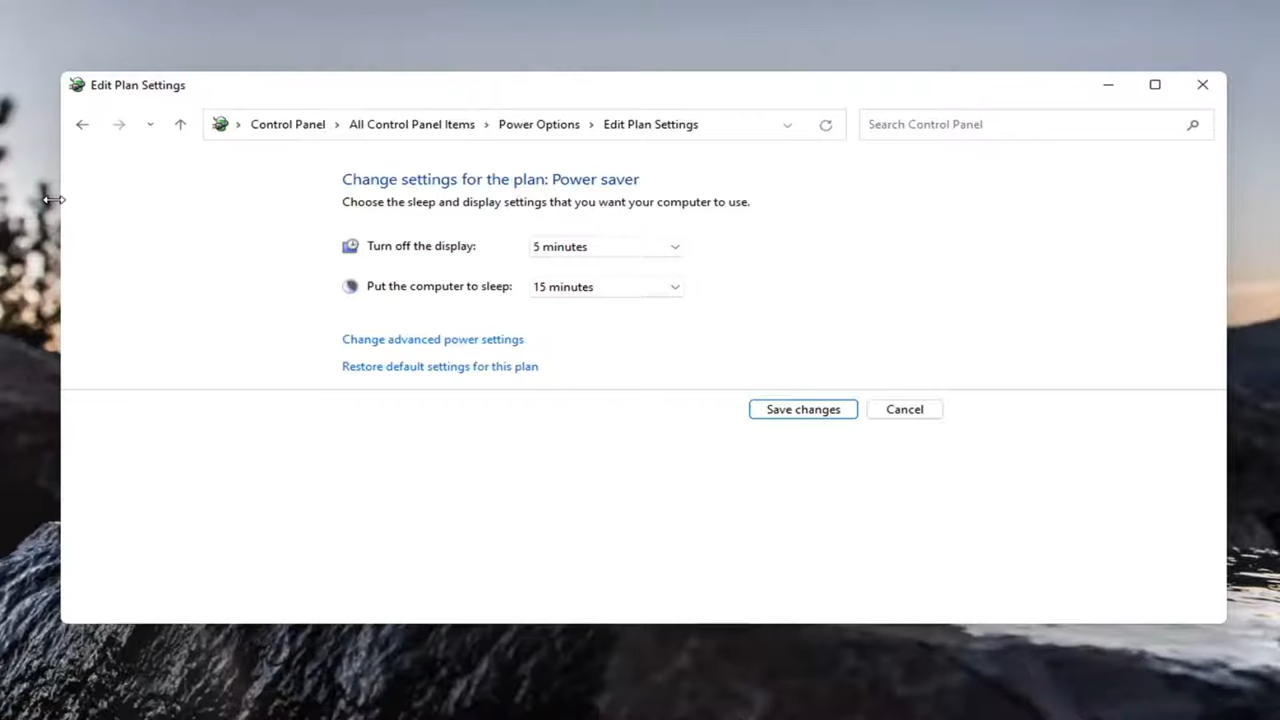 Edit Plan Settings
Control Panel > All Control Panel Items > Power Options > Edit Plan Settings
Search Control Panel
Change settings for the plan: Power saver
Choose the sleep and display settings that you want your computer to use.
Turn off the display: 5 minutes
Put the computer to sleep: 15 minutes
Change advanced power settings
Restore default settings for this plan
Save changes Cancel